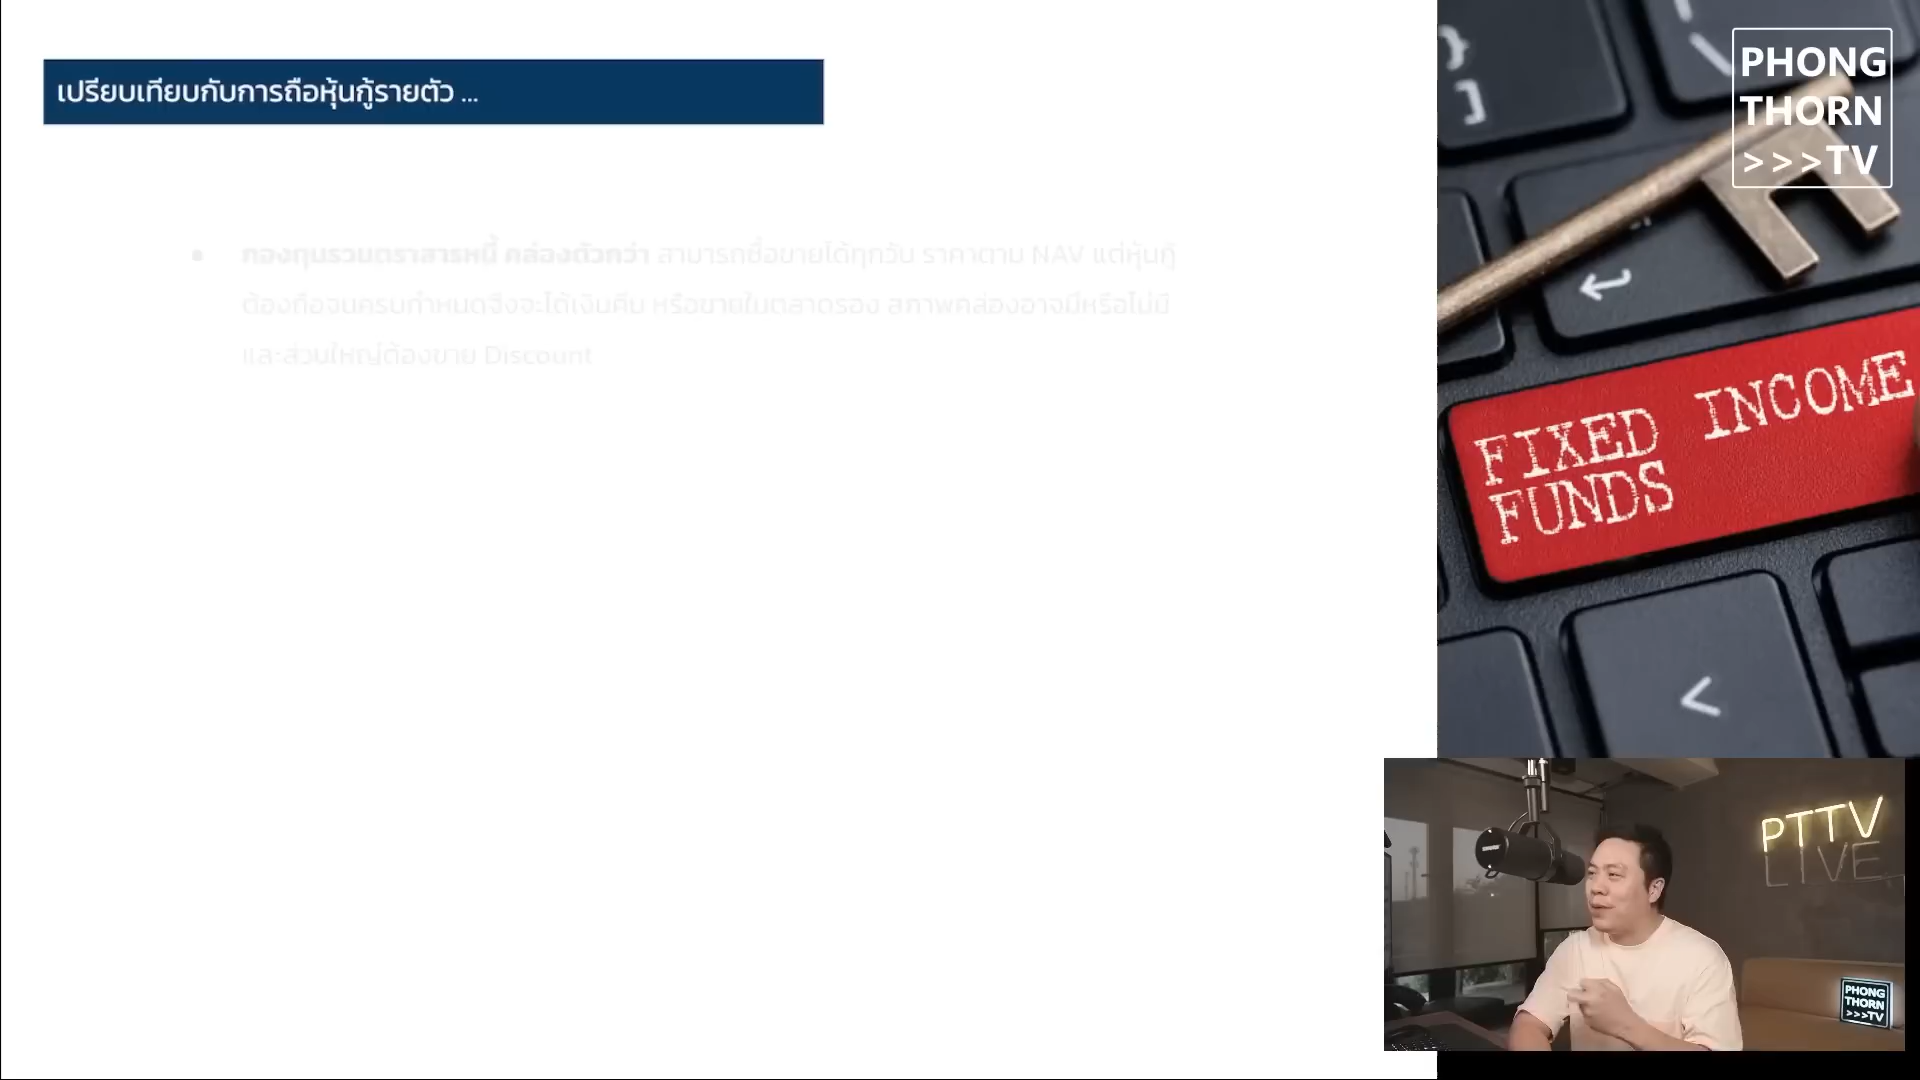 เปรียบเทียบกับการถือหุ้นกู้รายตัว ...
กองทุนรวมตราสารหนี้ คล่องตัวกว่า สามารถซื้อขายได้ทุกวัน ราคาตาม NAV แต่หุ้นกู้
ต้องถือจนครบกำหนดจึงจะได้เงินคืน หรือขายในตลาดรอง สภาพคล่องอาจมีหรือไม่มี
และส่วนใหญ่ต้องขาย Discount
PHONG
THORN
>>>TV
FIXED INCOME
FUNDS
PTTV
LIVE
PHONG
THORN
>>>TV